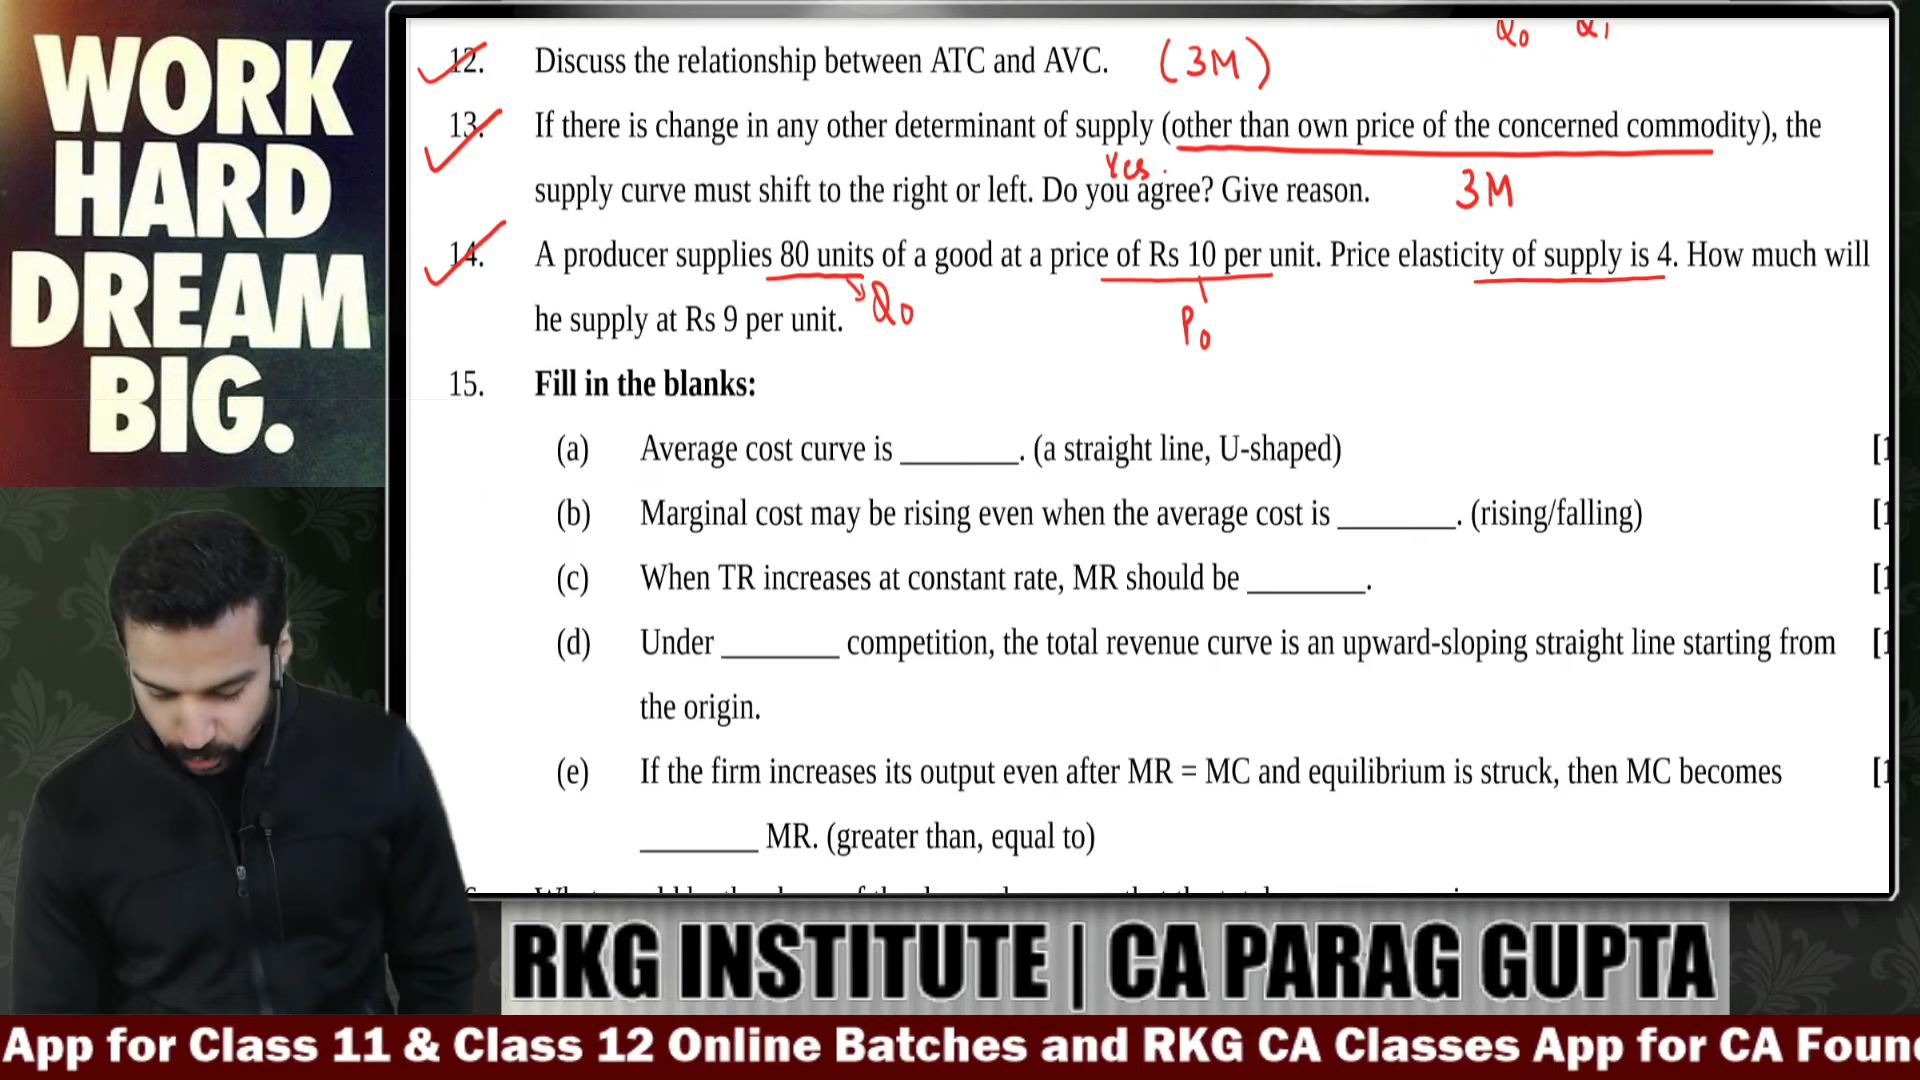 WORK
HARD
DREAM
BIG.
Q0 Q1
12. Discuss the relationship between ATC and AVC. (3M)
13. If there is change in any other determinant of supply (other than own price of the concerned commodity), the
Yes.
supply curve must shift to the right or left. Do you agree? Give reason. 3M
14. A producer supplies 80 units of a good at a price of Rs 10 per unit. Price elasticity of supply is 4. How much will
he supply at Rs 9 per unit. Q0 P0
15. Fill in the blanks:
(a) Average cost curve is ________. (a straight line, U-shaped) [1
(b) Marginal cost may be rising even when the average cost is ________. (rising/falling) [1
(c) When TR increases at constant rate, MR should be ________. [1
(d) Under ________ competition, the total revenue curve is an upward-sloping straight line starting from [1
the origin.
(e) If the firm increases its output even after MR = MC and equilibrium is struck, then MC becomes [1
________ MR. (greater than, equal to)
RKG INSTITUTE | CA PARAG GUPTA
App for Class 11 & Class 12 Online Batches and RKG CA Classes App for CA Foun